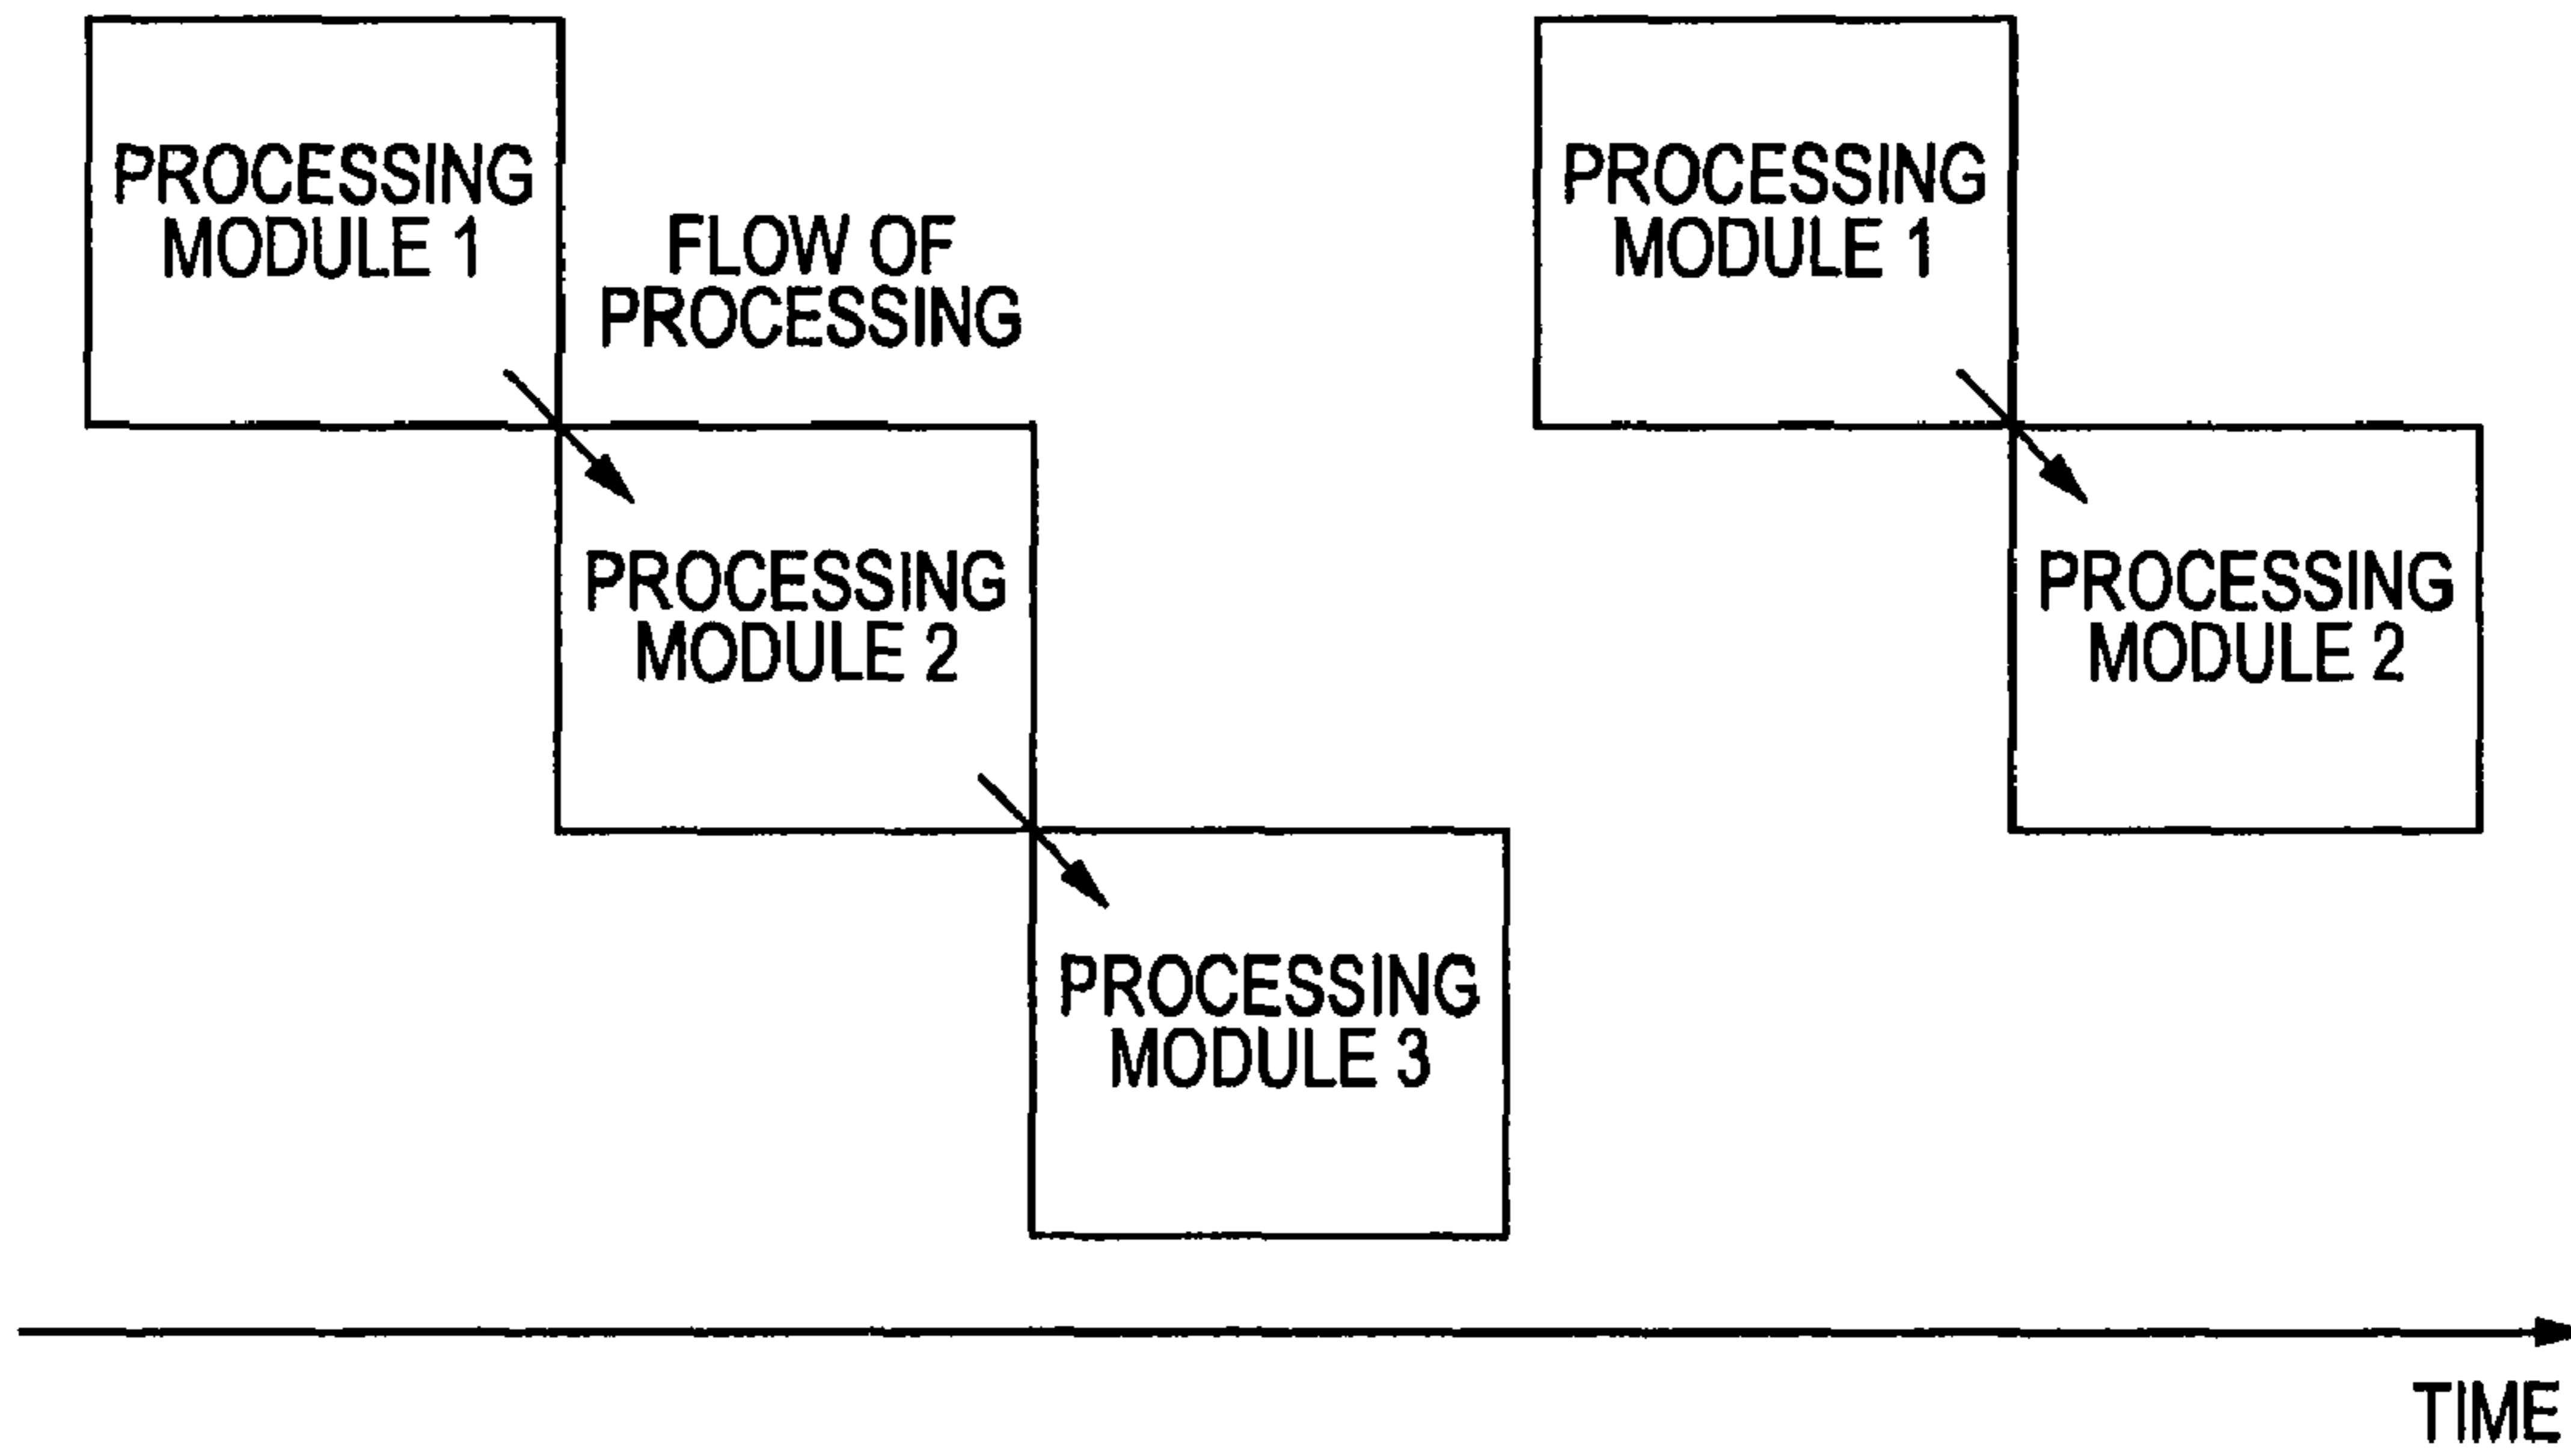 PROCESSING
MODULE 1
FLOW OF
PROCESSING
PROCESSING
MODULE 2
PROCESSING
MODULE 3
PROCESSING
MODULE 1
PROCESSING
MODULE 2
TIME